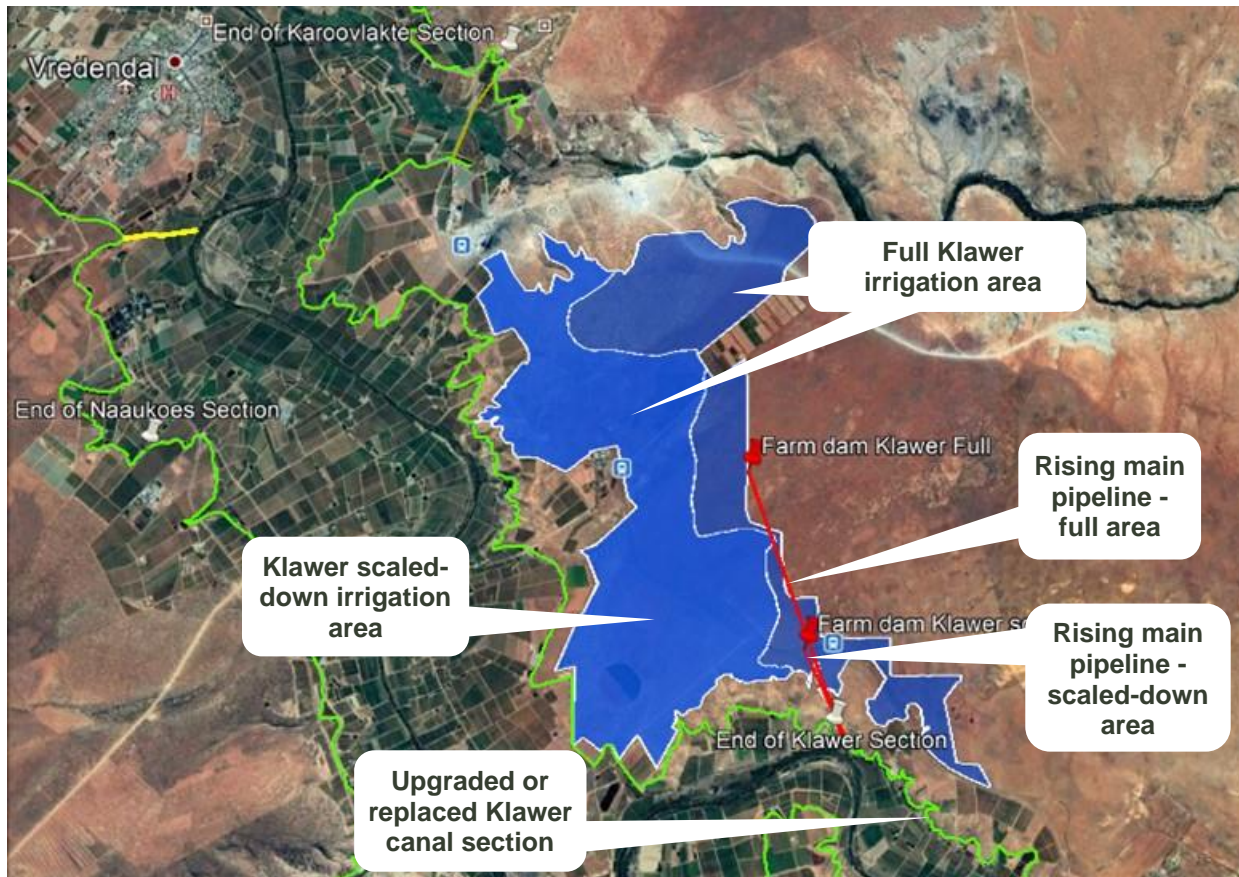 End of Karoovlakte Section
Vredendal
H
Full Klawer
irrigation area
End of Naaukoes Section
Farm dam Klawer Full
Rising main
pipeline -
full area
Klawer scaled-
down irrigation
area
Farm dam Klawer sc
Rising main
pipeline -
scaled-down
area
End of Klawer Section
Upgraded or
replaced Klawer
canal section